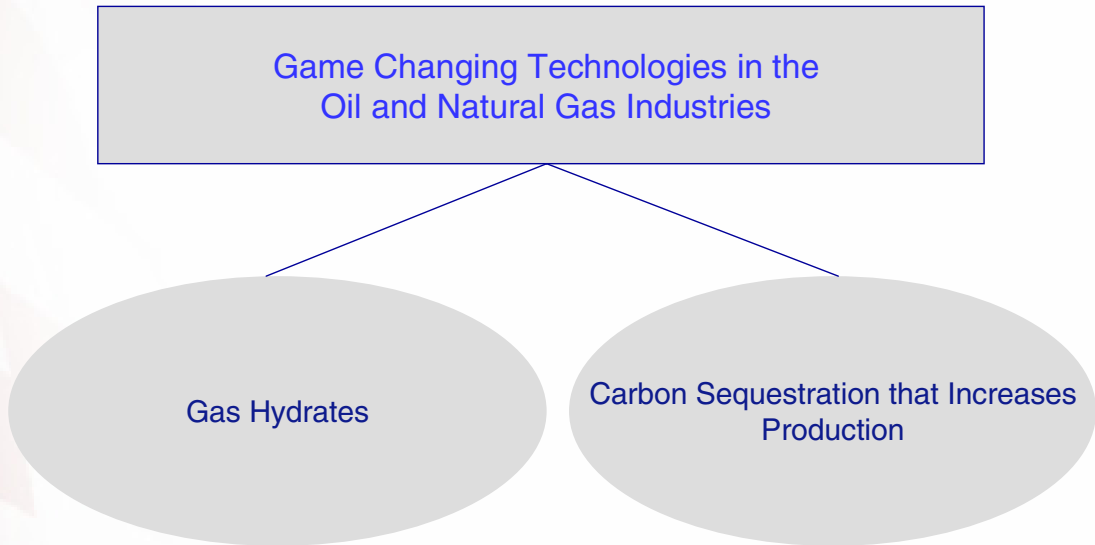 Game Changing Technologies in the
Oil and Natural Gas Industries
Gas Hydrates
Carbon Sequestration that Increases
Production